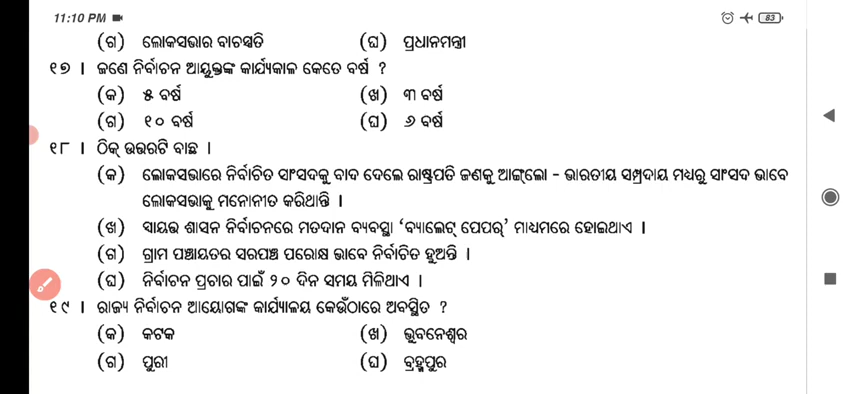 11:10 PM
83
(ଗ) ଲୋକସଭାର ବାଚସ୍ପତି (ଘ) ପ୍ରଧାନମନ୍ତ୍ରୀ
୧୭ । ଜଣେ ନିର୍ବାଚନ ଆୟୁକ୍ତଙ୍କ କାର୍ଯ୍ୟକାଳ କେତେ ବର୍ଷ ?
(କ) ୫ ବର୍ଷ (ଖ) ୩ ବର୍ଷ
(ଗ) ୧୦ ବର୍ଷ (ଘ) ୬ ବର୍ଷ
୧୮ । ଠିକ୍ ଉତ୍ତରଟି ବାଛ ।
(କ) ଲୋକସଭାରେ ନିର୍ବାଚିତ ସାଂସଦଙ୍କୁ ବାଦ ଦେଲେ ରାଷ୍ଟ୍ରପତି ଜଣକୁ ଆଙ୍ଗ୍ଲୋ - ଭାରତୀୟ ସମ୍ପ୍ରଦାୟ ମଧ୍ୟରୁ ସାଂସଦ ଭାବେ
ଲୋକସଭାକୁ ମନୋନୀତ କରିଥାନ୍ତି ।
(ଖ) ସ୍ୱାୟତ୍ତ ଶାସନ ନିର୍ବାଚନରେ ମତଦାନ ବ୍ୟବସ୍ଥା ‘ବ୍ୟାଲେଟ୍ ପେପର୍’ ମାଧ୍ୟମରେ ହୋଇଥାଏ ।
(ଗ) ଗ୍ରାମ ପଞ୍ଚାୟତର ସରପଞ୍ଚ ପରୋକ୍ଷ ଭାବେ ନିର୍ବାଚିତ ହୁଅନ୍ତି ।
(ଘ) ନିର୍ବାଚନ ପ୍ରଚାର ପାଇଁ ୨୦ ଦିନ ସମୟ ମିଳିଥାଏ ।
୧୯ । ରାଜ୍ୟ ନିର୍ବାଚନ ଆୟୋଗଙ୍କ କାର୍ଯ୍ୟାଳୟ କେଉଁଠାରେ ଅବସ୍ଥିତ ?
(କ) କଟକ (ଖ) ଭୁବନେଶ୍ୱର
(ଗ) ପୁରୀ (ଘ) ବ୍ରହ୍ମପୁର